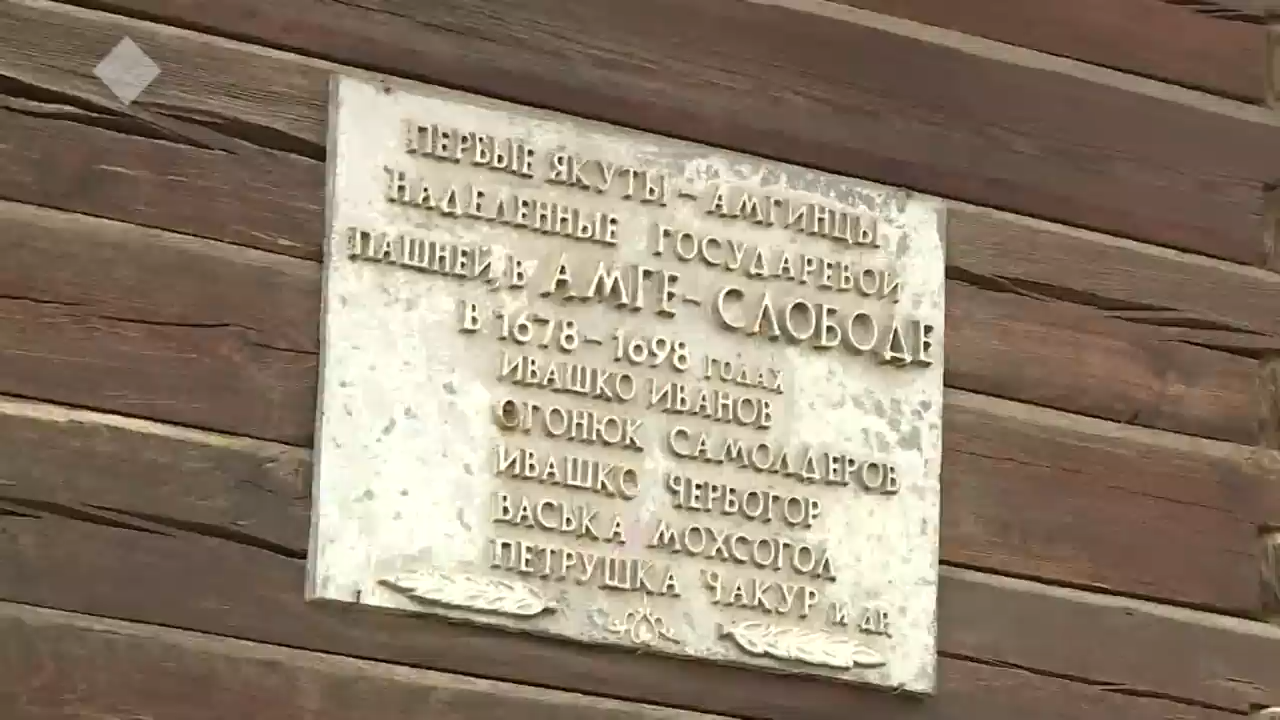 ПЕРВЫЕ ЯКУТЫ – АМГИНЦЫ
НАДЕЛЕННЫЕ ГОСУДАРЕВОЙ
ПАШНЕЙ, В АМГЕ-СЛОБОДЕ
В 1678–1698 ГОДАХ
ИВАШКО ИВАНОВ
ОГОНЮК САМОЛДЕРОВ
ИВАШКО ЧЕРБОГОР
ВАСЬКА МОХСОГОЛ
ПЕТРУШКА ЧАКУР И ДР.